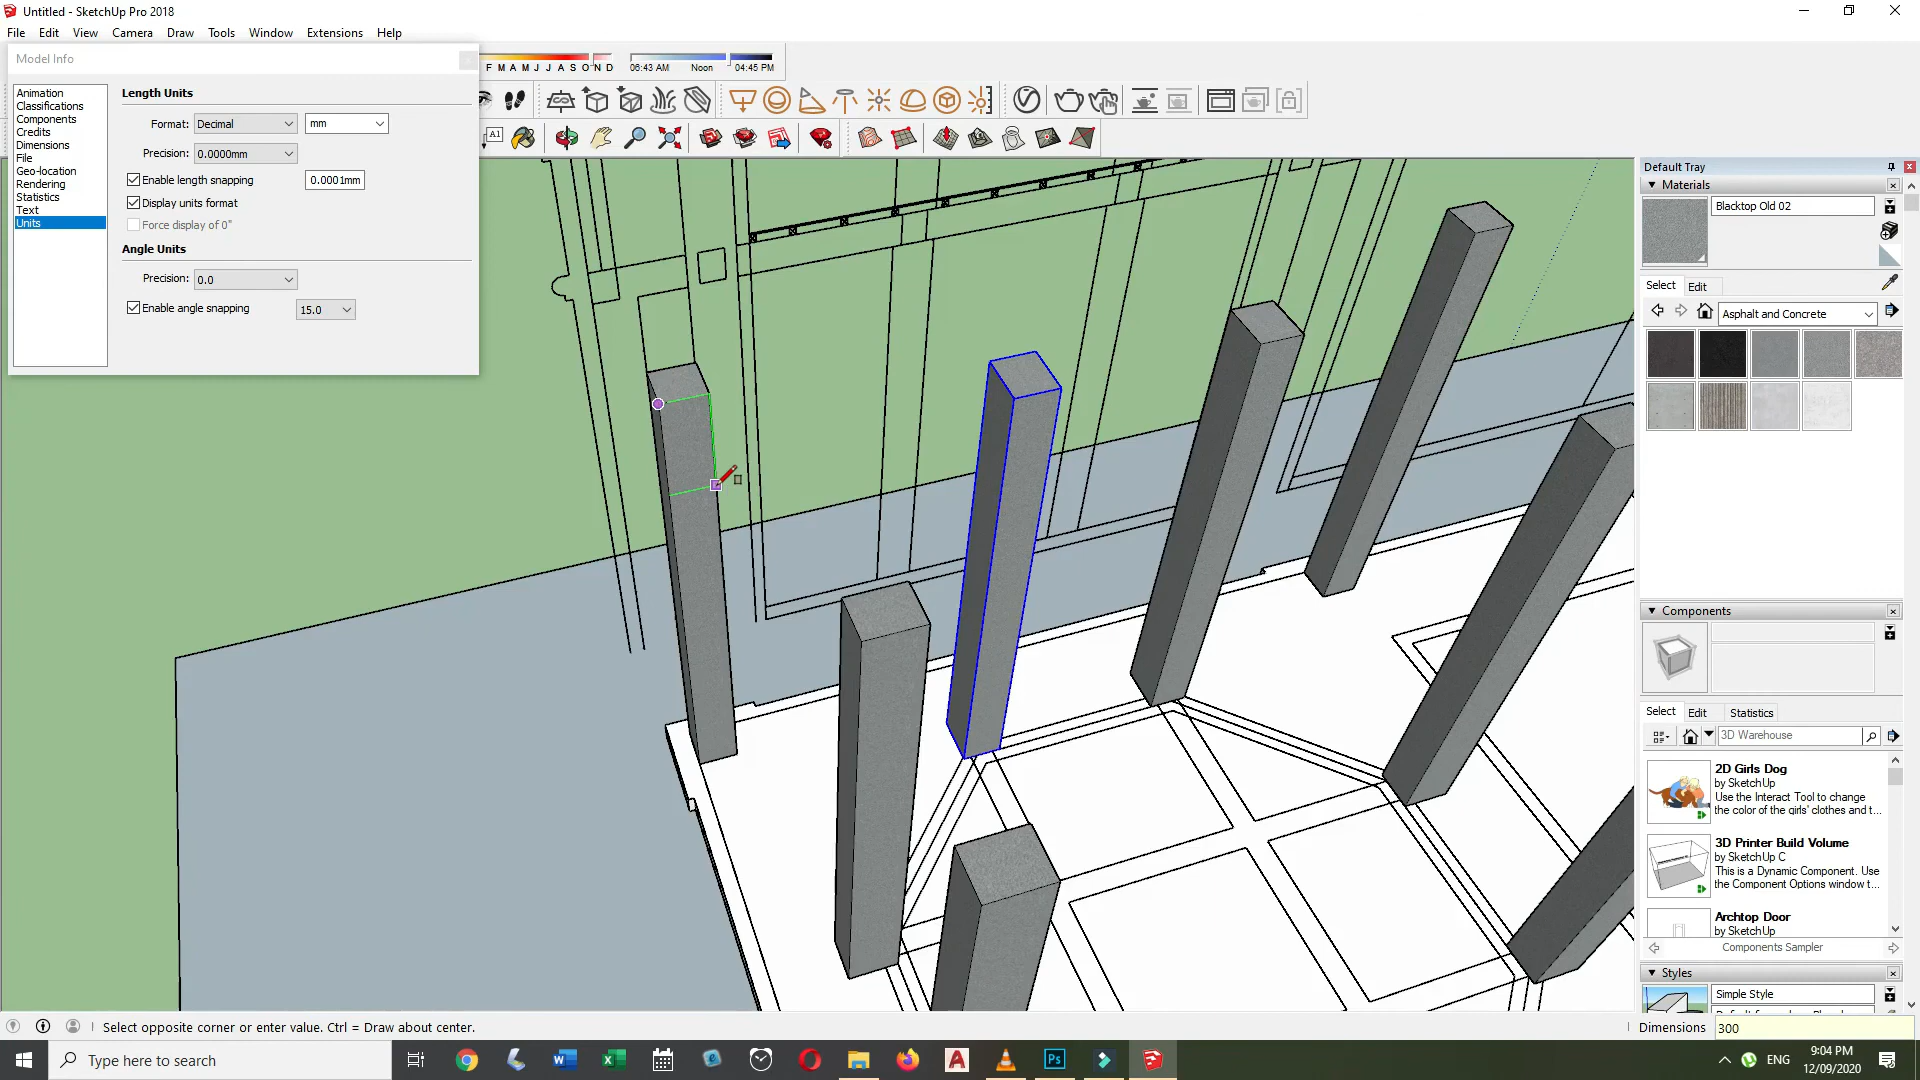 Untitled - SketchUp Pro 2018
File Edit View Camera Draw Tools Window Extensions Help
Model Info
F M A M J J A S O N D
06:43 AM Noon 04:45 PM
Animation
Classifications
Components
Credits
Dimensions
File
Geo-location
Rendering
Statistics
Text
Units
Length Units
Format: Decimal mm
Precision: 0.0000mm
Enable length snapping 0.0001mm
Display units format
Force display of 0"
Angle Units
Precision: 0.0
Enable angle snapping 15.0
A1
Default Tray
Materials
Blacktop Old 02
Select Edit
Asphalt and Concrete
Components
Select Edit Statistics
3D Warehouse
2D Girls Dog
by SketchUp
Use the Interact Tool to change
the color of the girls' clothes and t...
3D Printer Build Volume
by SketchUp C
This is a Dynamic Component. Use
the Component Options window t...
Archtop Door
by SketchUp
Components Sampler
Styles
Simple Style
Select opposite corner or enter value. Ctrl = Draw about center.
Dimensions 300
Type here to search
ENG
9:04 PM
12/09/2020